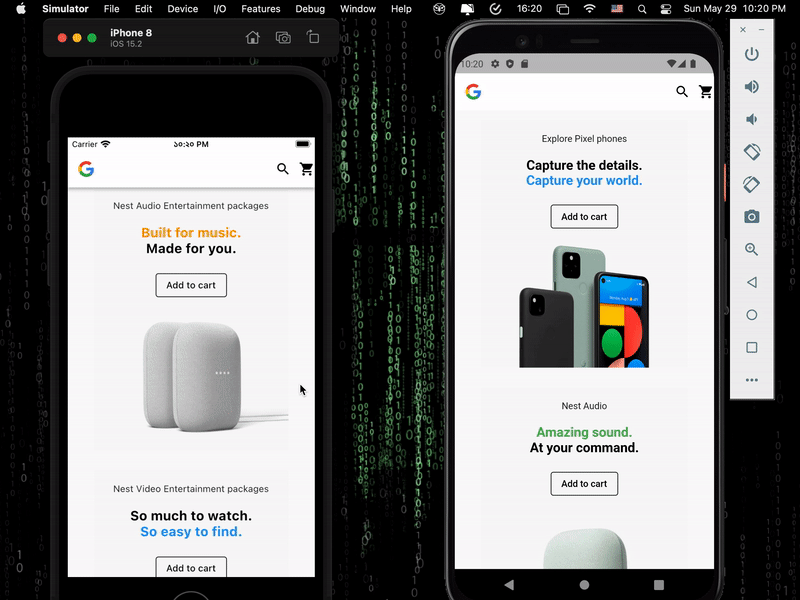 Simulator File Edit Device I/O Features Debug Window Help 16:20 Sun May 29 10:20 PM
iPhone 8
iOS 15.2
Carrier ১০:২০ PM
Nest Audio Entertainment packages
Built for music.
Made for you.
Add to cart
Nest Video Entertainment packages
So much to watch.
So easy to find.
Add to cart
10:20
Explore Pixel phones
Capture the details.
Capture your world.
Add to cart
Nest Audio
Amazing sound.
At your command.
Add to cart